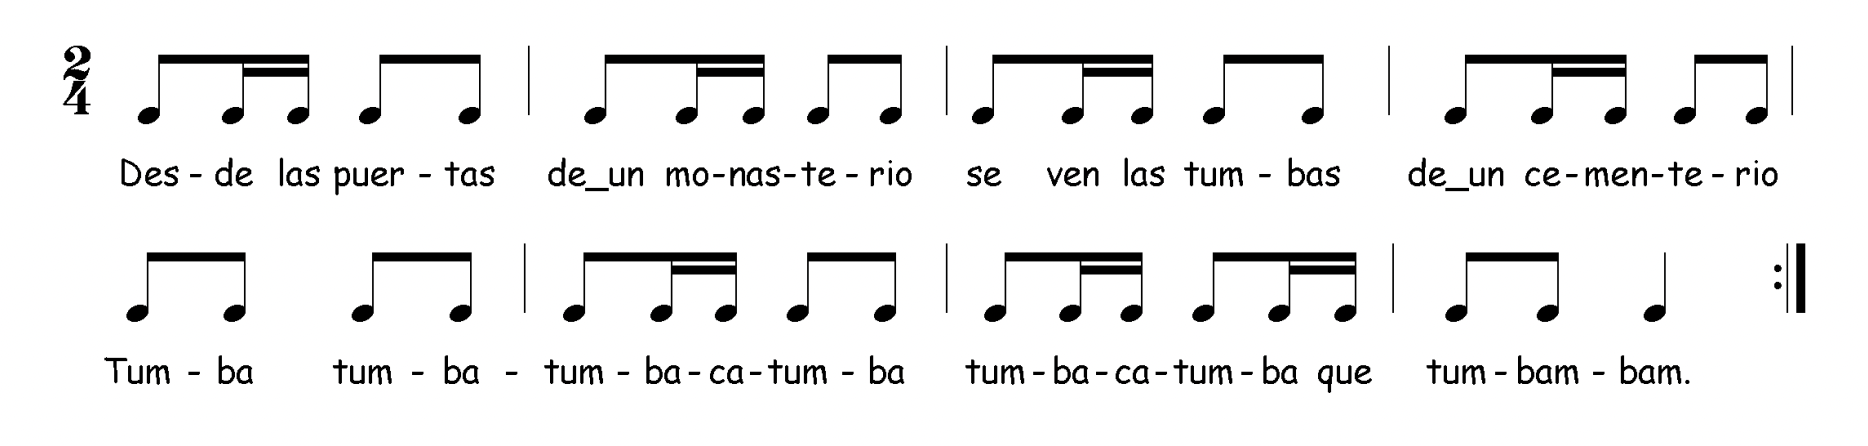 2
4
Des - de las puer - tas de_un mo-nas-te - rio se ven las tum - bas de_un ce-men-te - rio
Tum - ba tum - ba - tum - ba-ca-tum - ba tum-ba-ca-tum-ba que tum-bam - bam.